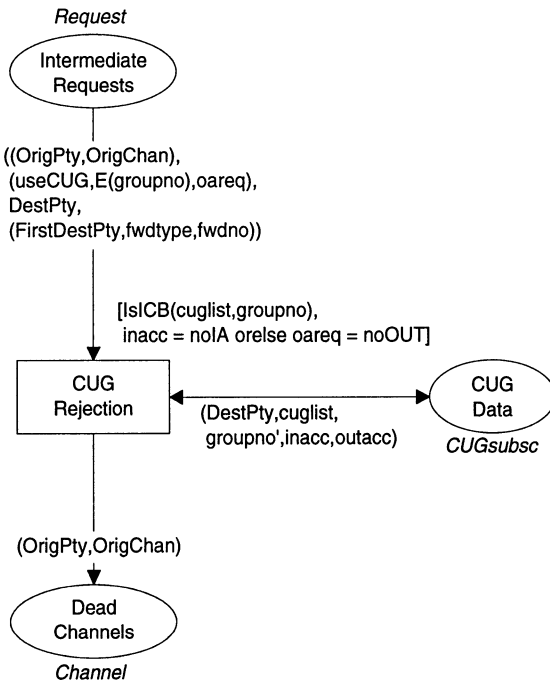 Request
Intermediate
Requests
((OrigPty,OrigChan),
(useCUG,E(groupno),oareq),
DestPty,
(FirstDestPty,fwdtype,fwdno))
[IsICB(cuglist,groupno),
inacc = noIA orelse oareq = noOUT]
CUG
Rejection
CUG
Data
(DestPty,cuglist,
groupno',inacc,outacc)
CUGsubsc
(OrigPty,OrigChan)
Dead
Channels
Channel